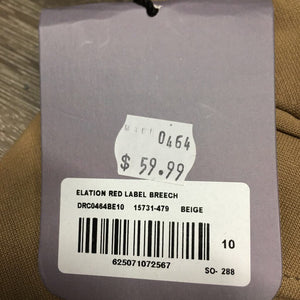 0464
$ 59.99
ELATION RED LABEL BREECH
DRC0464BE10 15731-479 BEIGE
10
625071072567
SO- 288